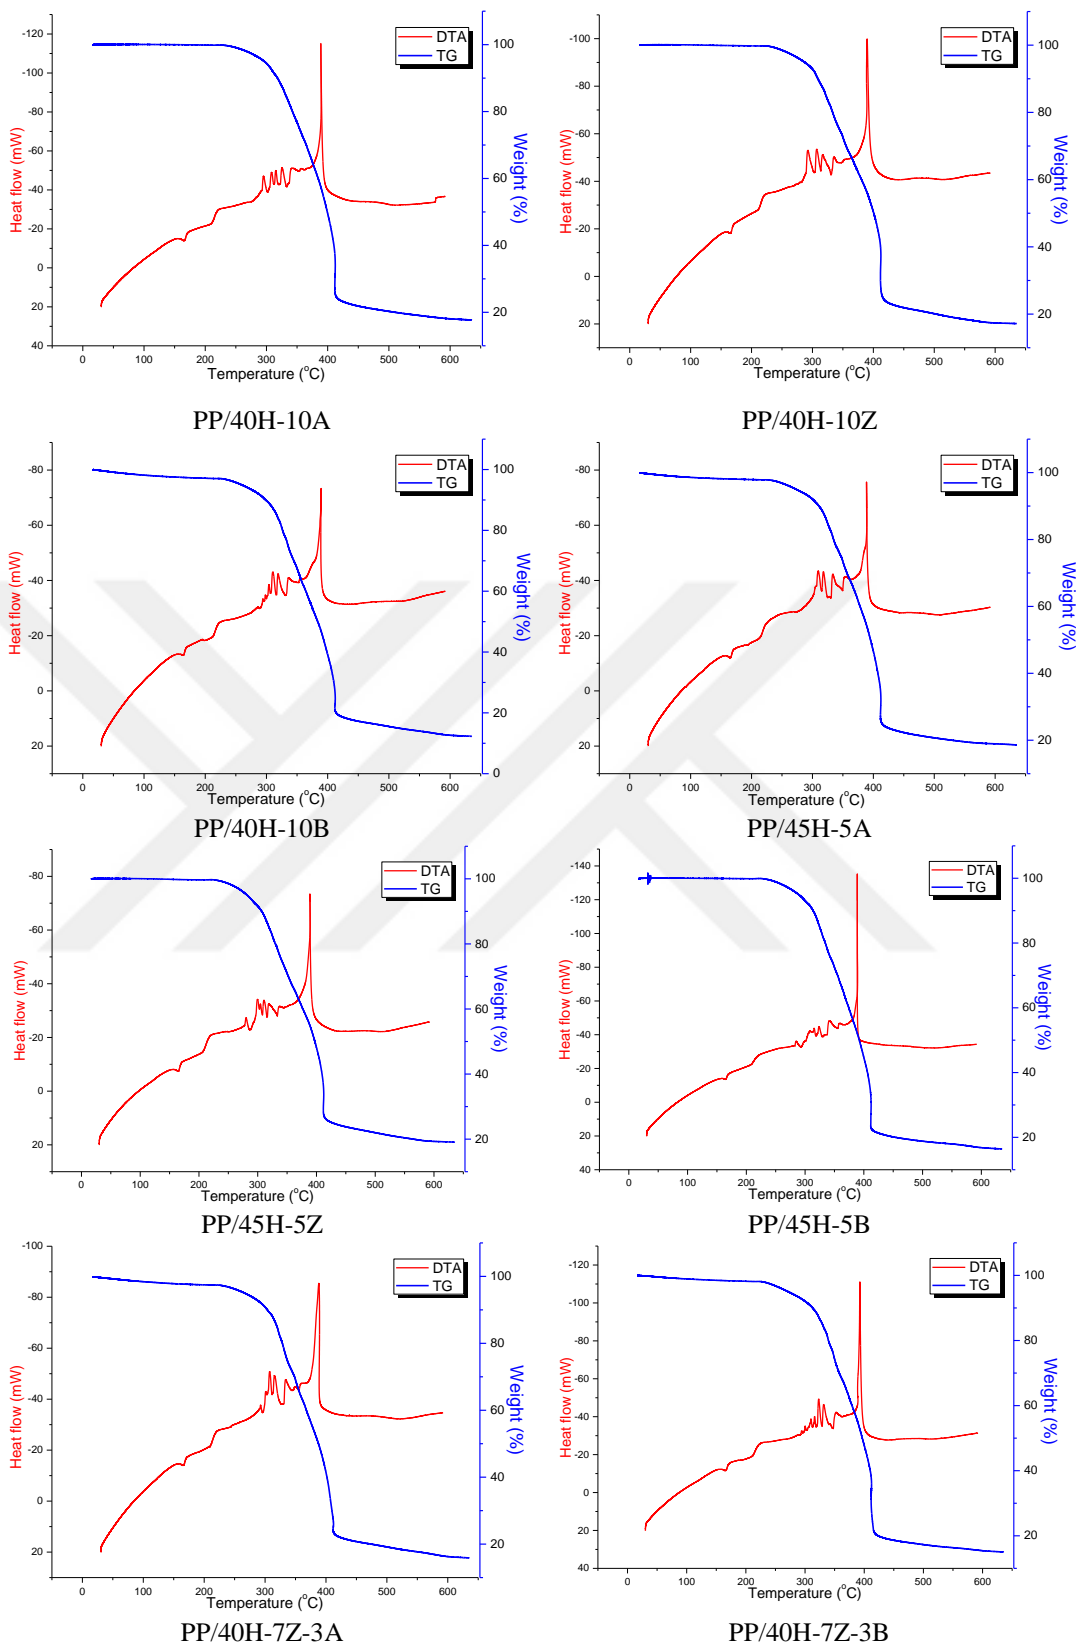 -120
-100
-80
-60
-40
-20
0
20
40
0 100 200 300 400 500 600
100
80
60
40
20
Heat flow (mW)
Weight (%)
Temperature (°C)
DTA
TG
PP/40H-10A
-100
-80
-60
-40
-20
0
20
0 100 200 300 400 500 600
100
80
60
40
20
Heat flow (mW)
Weight (%)
Temperature (°C)
DTA
TG
PP/40H-10Z
-80
-60
-40
-20
0
20
0 100 200 300 400 500 600
100
80
60
40
20
0
Heat flow (mW)
Weight (%)
Temperature (°C)
DTA
TG
PP/40H-10B
-80
-60
-40
-20
0
20
0 100 200 300 400 500 600
100
80
60
40
20
Heat flow (mW)
Weight (%)
Temperature (°C)
DTA
TG
PP/45H-5A
-80
-60
-40
-20
0
20
0 100 200 300 400 500 600
100
80
60
40
20
Heat flow (mW)
Weight (%)
Temperature (°C)
DTA
TG
PP/45H-5Z
-140
-120
-100
-80
-60
-40
-20
0
20
40
0 100 200 300 400 500 600
100
80
60
40
20
Heat flow (mW)
Weight (%)
Temperature (°C)
DTA
TG
PP/45H-5B
-100
-80
-60
-40
-20
0
20
0 100 200 300 400 500 600
100
80
60
40
20
Heat flow (mW)
Weight (%)
Temperature (°C)
DTA
TG
PP/40H-7Z-3A
-120
-100
-80
-60
-40
-20
0
20
40
0 100 200 300 400 500 600
100
80
60
40
20
Heat flow (mW)
Weight (%)
Temperature (°C)
DTA
TG
PP/40H-7Z-3B